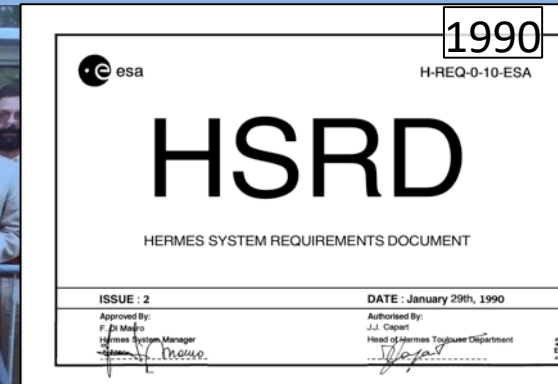 1990
esa
H-REQ-0-10-ESA
HSRD
HERMES SYSTEM REQUIREMENTS DOCUMENT
ISSUE : 2
DATE : January 29th, 1990
Approved By:
F. Di Mauro
Hermes System Manager
Authorised By:
J.J. Capart
Head of Hermes Toulouse Department